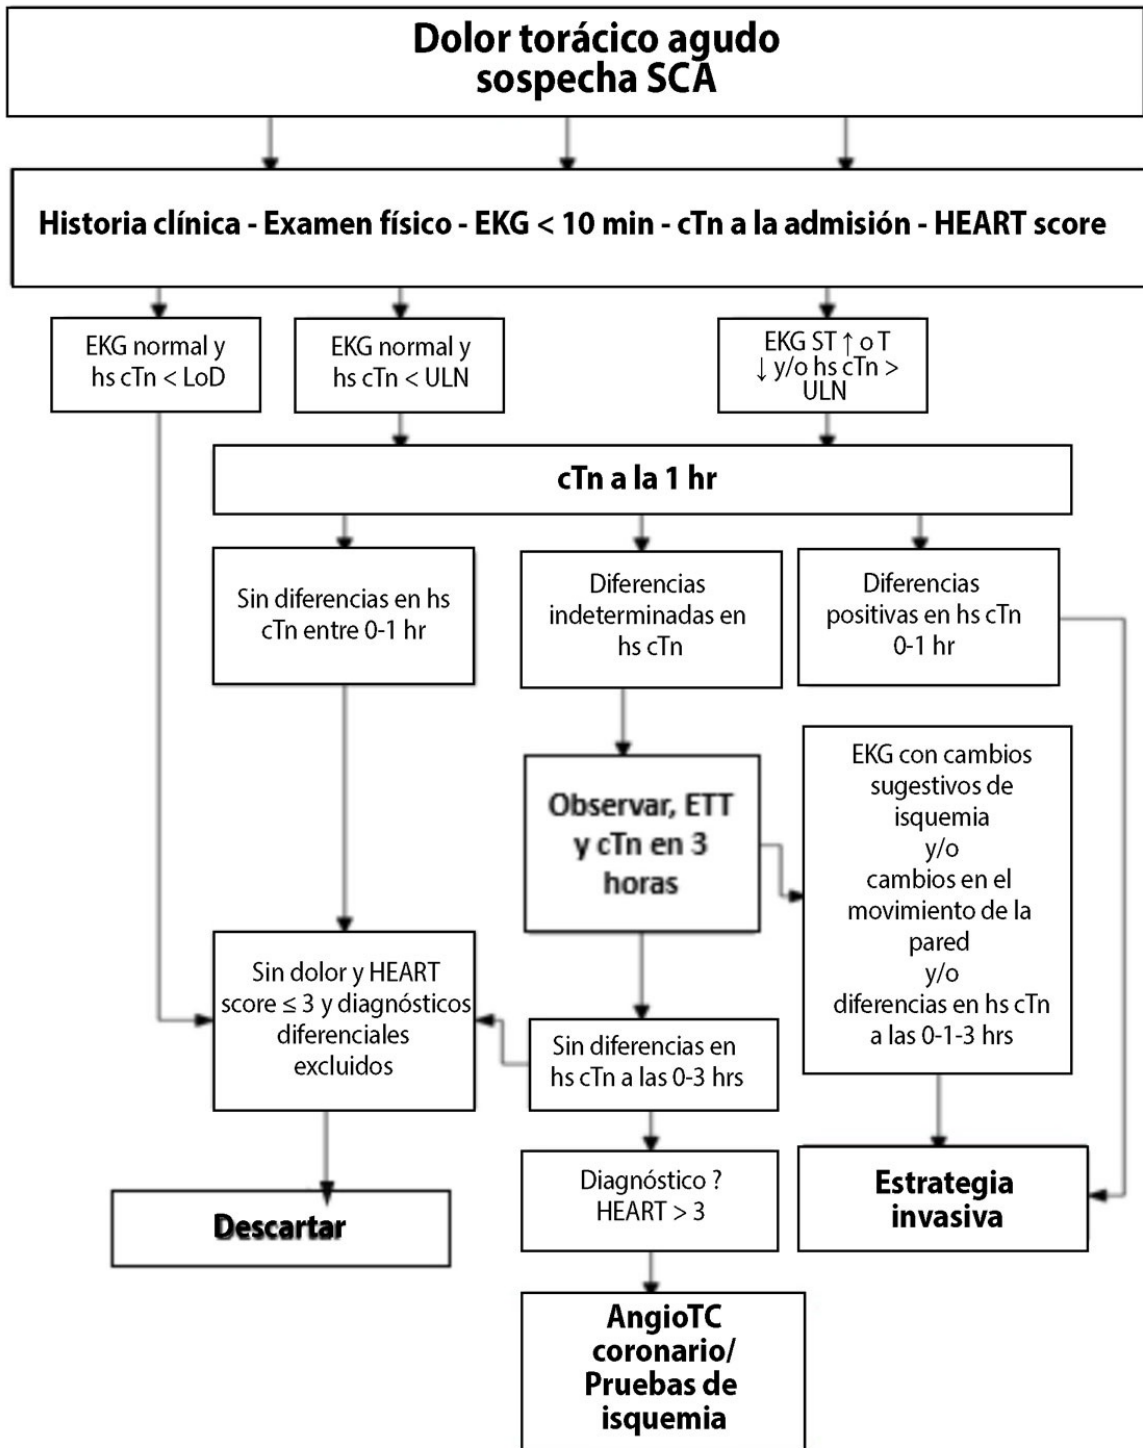 Dolor torácico agudo
sospecha SCA
Historia clínica - Examen físico - EKG < 10 min - cTn a la admisión - HEART score
EKG normal y
hs cTn < LoD
EKG normal y
hs cTn < ULN
EKG ST ↑ o T
↓ y/o hs cTn >
ULN
cTn a la 1 hr
Sin diferencias en hs
cTn entre 0-1 hr
Diferencias
indeterminadas en
hs cTn
Diferencias
positivas en hs cTn
0-1 hr
Observar, ETT
y cTn en 3
horas
EKG con cambios
sugestivos de
isquemia
y/o
cambios en el
movimiento de la
pared
y/o
diferencias en hs cTn
a las 0-1-3 hrs
Sin dolor y HEART
score ≤ 3 y diagnósticos
diferenciales
excluidos
Sin diferencias en
hs cTn a las 0-3 hrs
Diagnóstico ?
HEART > 3
Estrategia
invasiva
Descartar
AngioTC
coronario/
Pruebas de
isquemia